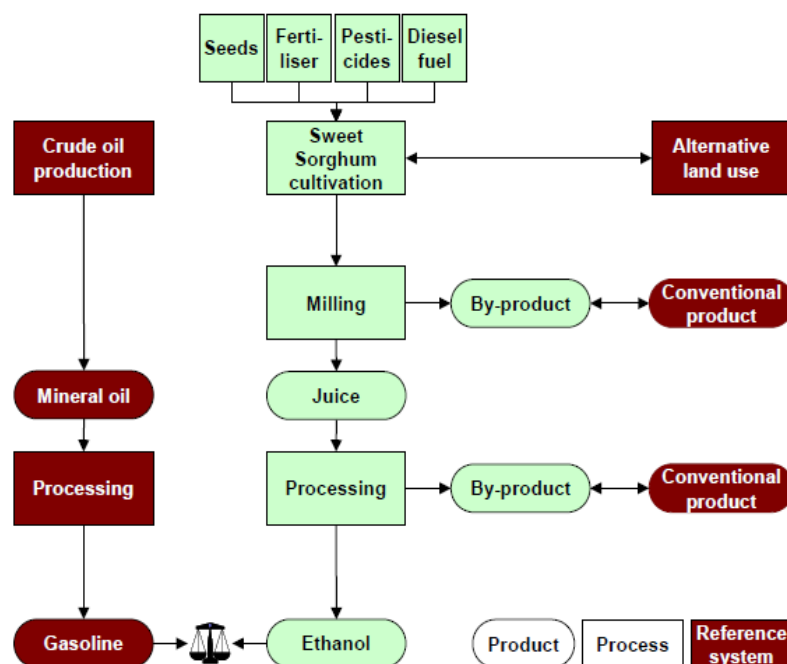 Seeds
Ferti-
liser
Pesti-
cides
Diesel
fuel
Crude oil
production
Sweet
Sorghum
cultivation
Alternative
land use
Milling
By-product
Conventional
product
Mineral oil
Juice
Processing
Processing
By-product
Conventional
product
Gasoline
Ethanol
Product
Process
Reference
system